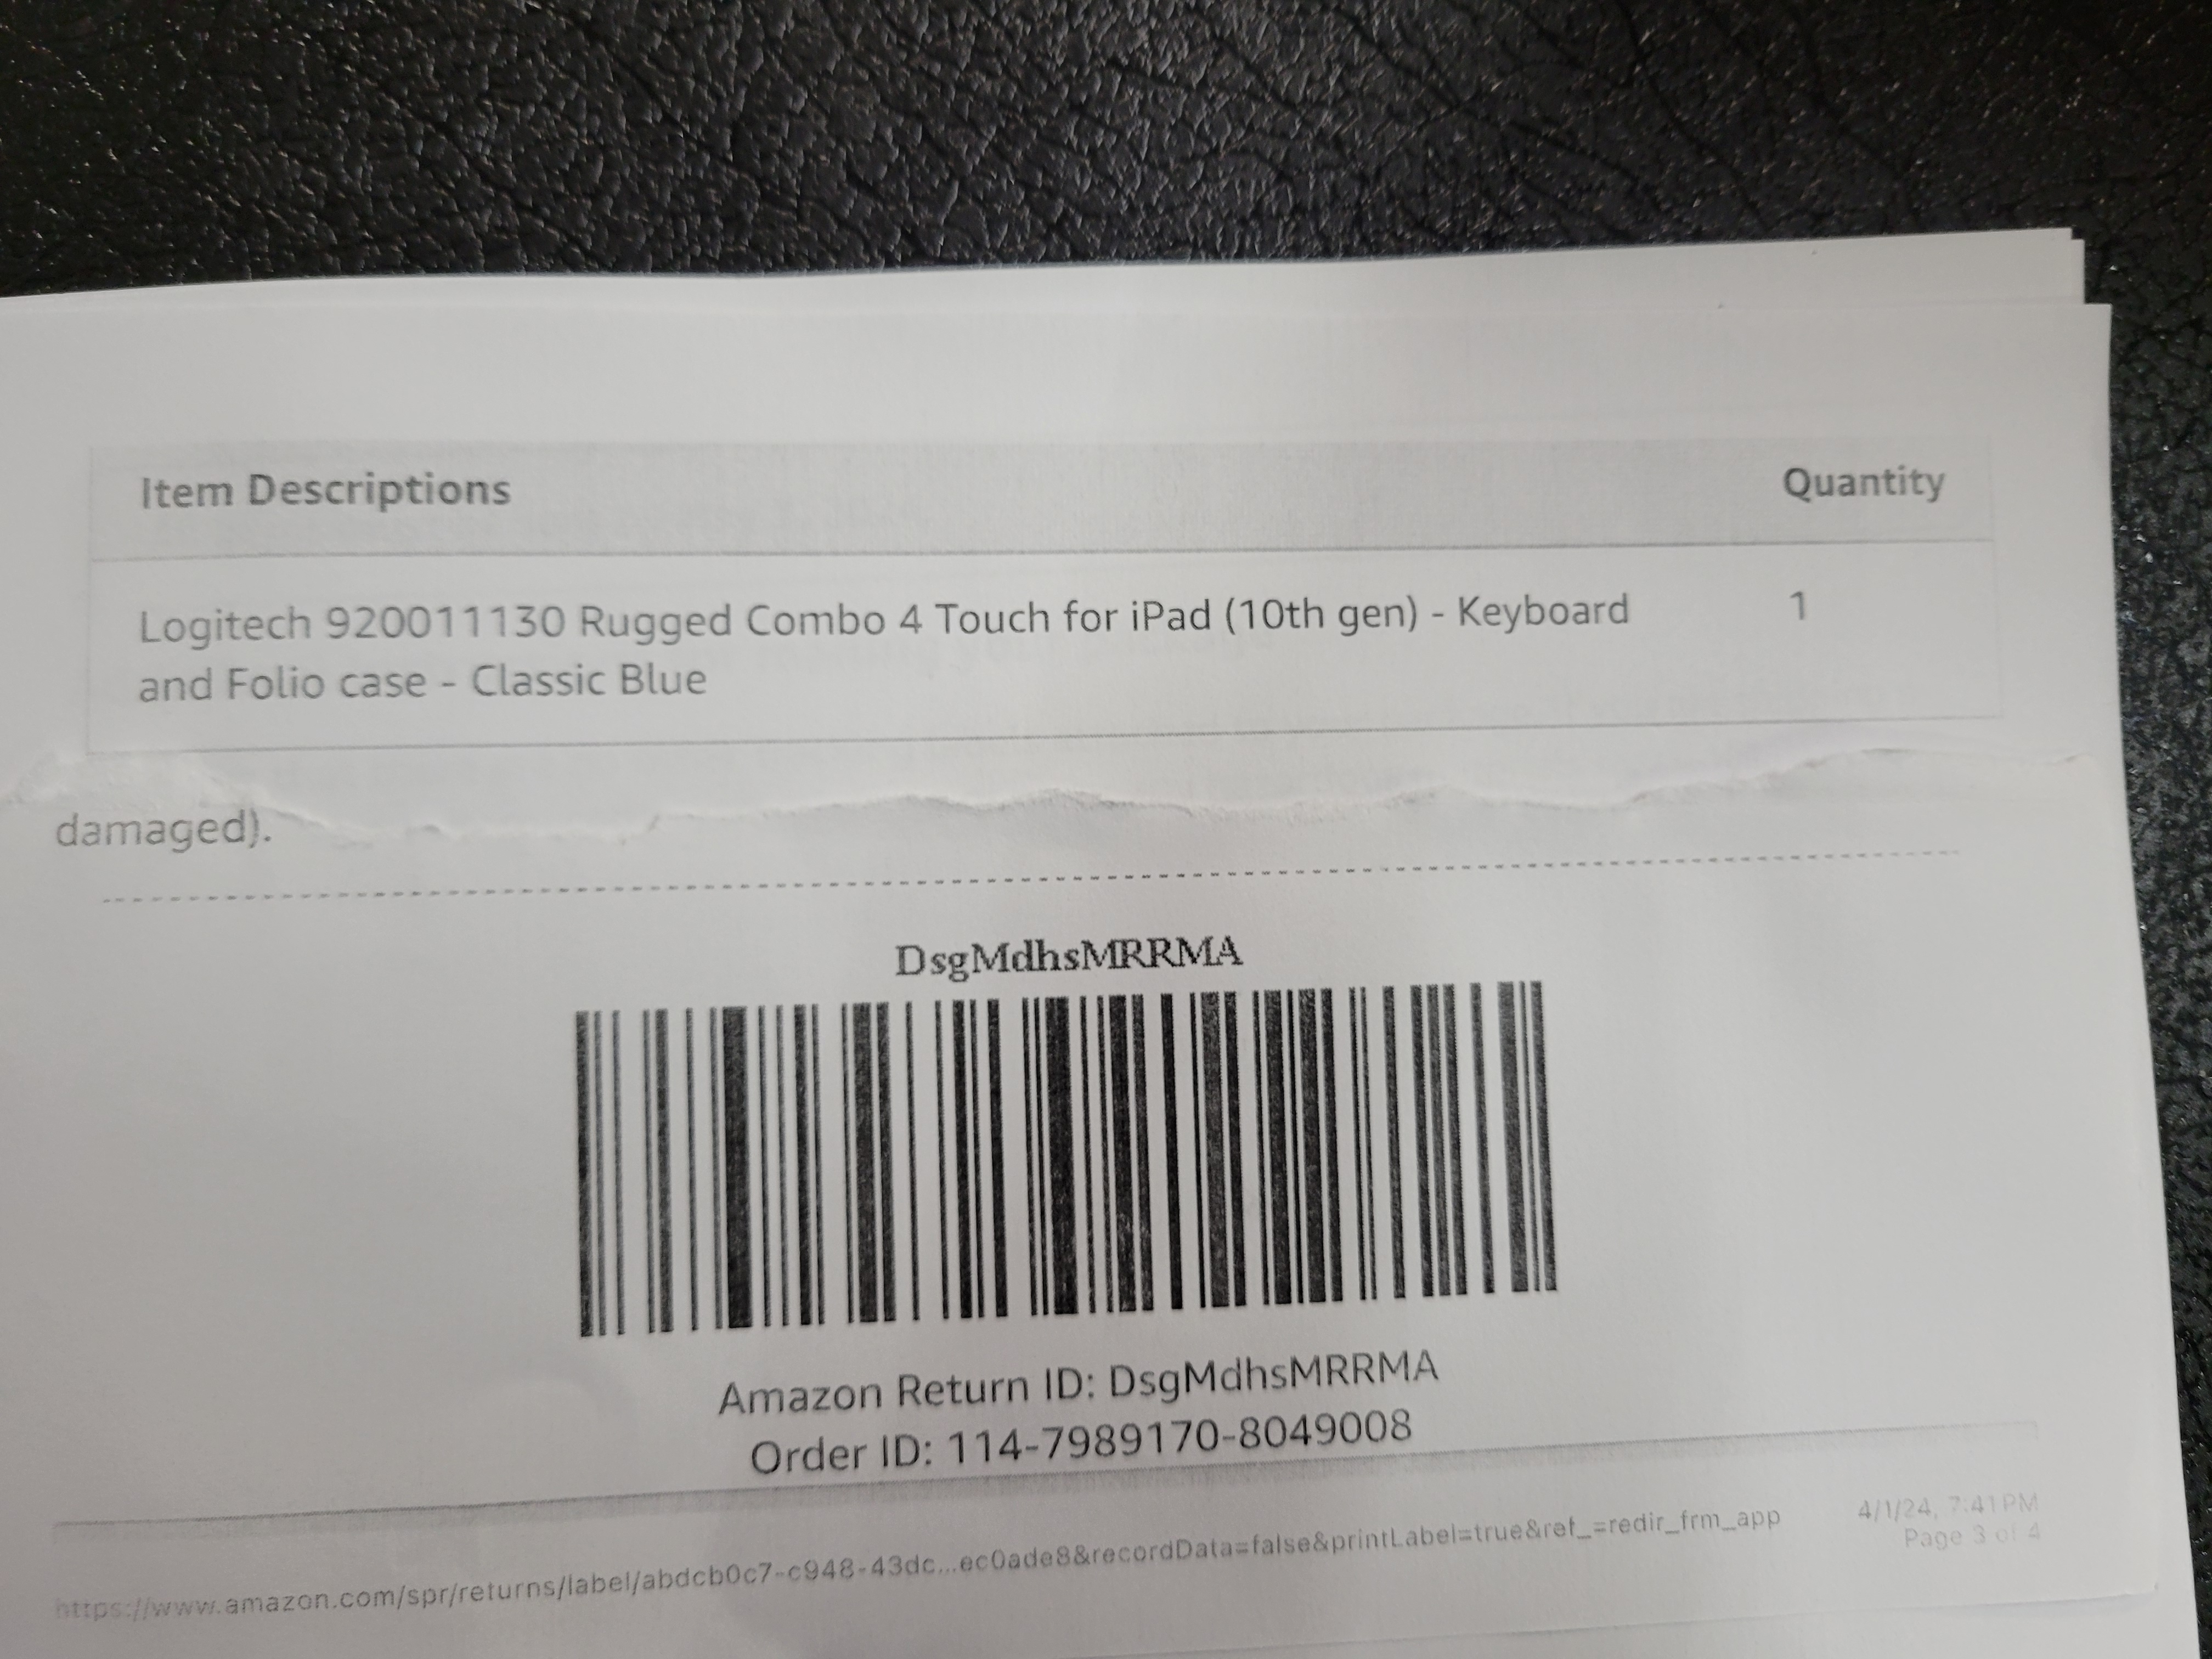 Item Descriptions Quantity
Logitech 920011130 Rugged Combo 4 Touch for iPad (10th gen) - Keyboard 1
and Folio case - Classic Blue
damaged).
DsgMdhsMRRMA
Amazon Return ID: DsgMdhsMRRMA
Order ID: 114-7989170-8049008
https://www.amazon.com/spr/returns/label/abdcb0c7-c948-43dc...ec0ade8&recordData=false&printLabel=true&ref_=redir_frm_app 4/1/24, 7:41 PM
Page 3 of 4